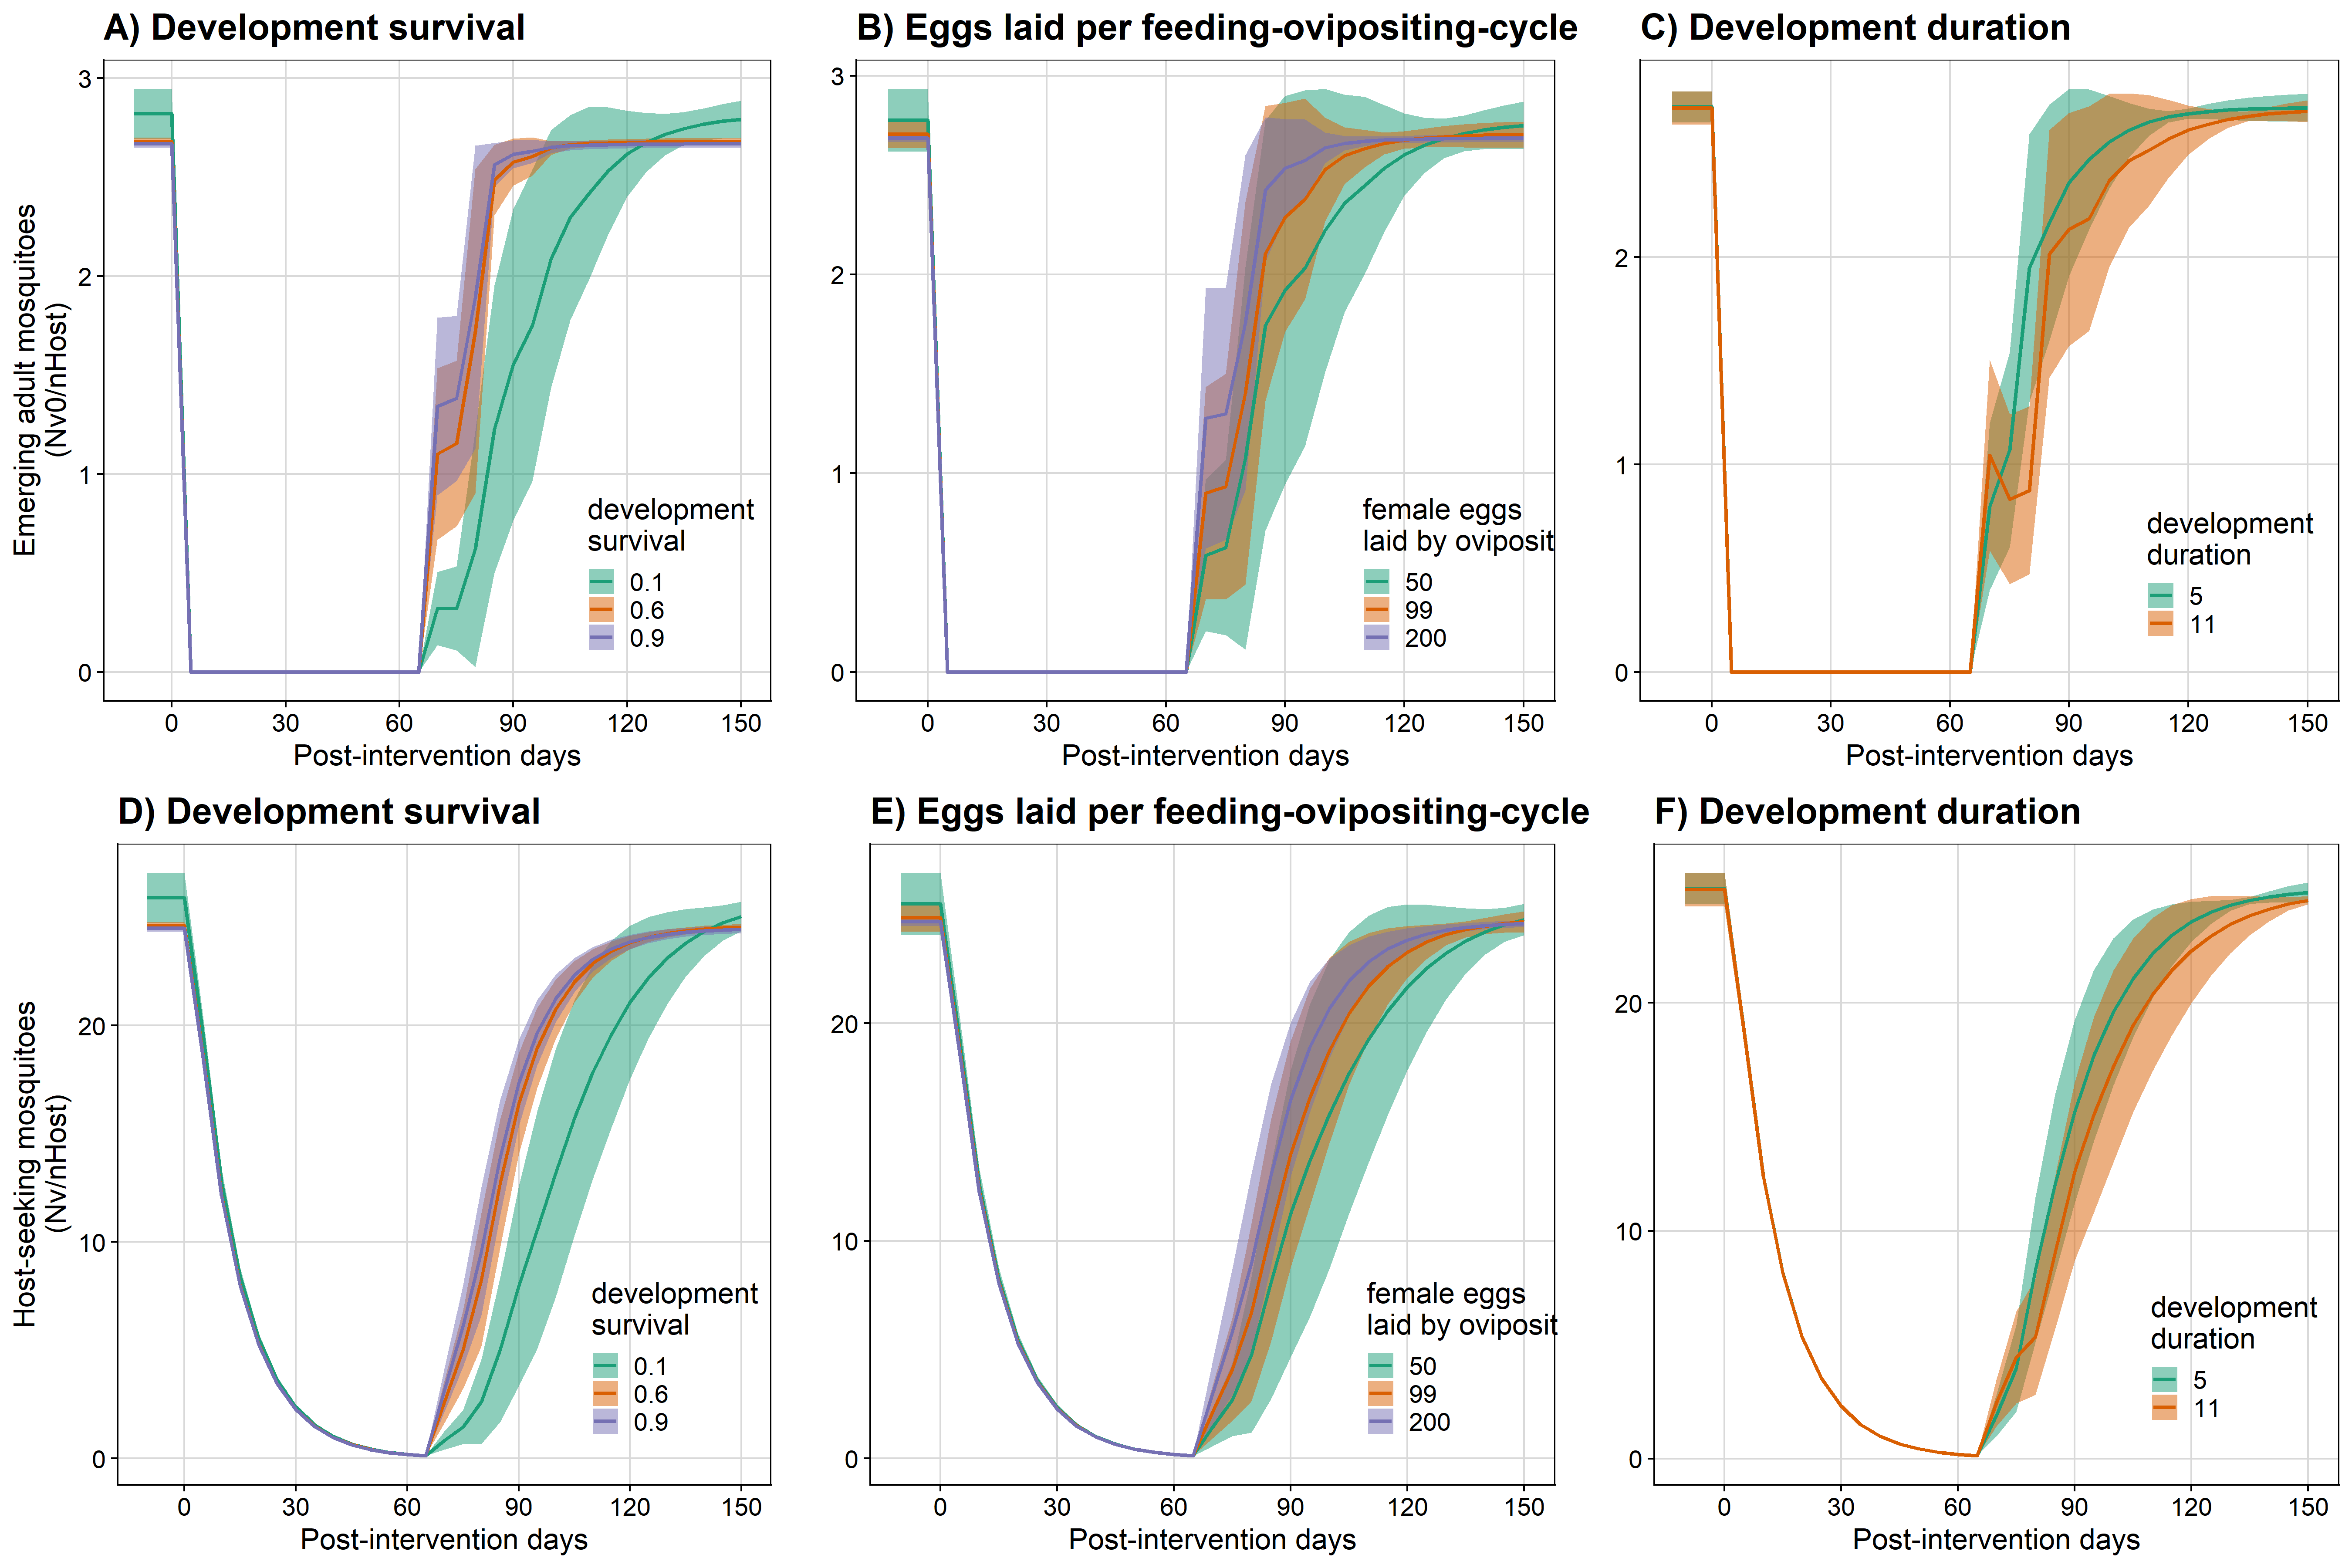 A) Development survival
B) Eggs laid per feeding-ovipositing-cycle
C) Development duration
Emerging adult mosquitoes
(Nv0/nHost)
3
2
1
0
development
survival
0.1
0.6
0.9
0
30
60
90
120
150
Post-intervention days
3
2
1
0
female eggs
laid by oviposit
50
99
200
0
30
60
90
120
150
Post-intervention days
2
1
0
development
duration
5
11
0
30
60
90
120
150
Post-intervention days
D) Development survival
E) Eggs laid per feeding-ovipositing-cycle
F) Development duration
Host-seeking mosquitoes
(Nv/nHost)
20
10
0
development
survival
0.1
0.6
0.9
0
30
60
90
120
150
Post-intervention days
20
10
0
female eggs
laid by oviposit
50
99
200
0
30
60
90
120
150
Post-intervention days
20
10
0
development
duration
5
11
0
30
60
90
120
150
Post-intervention days